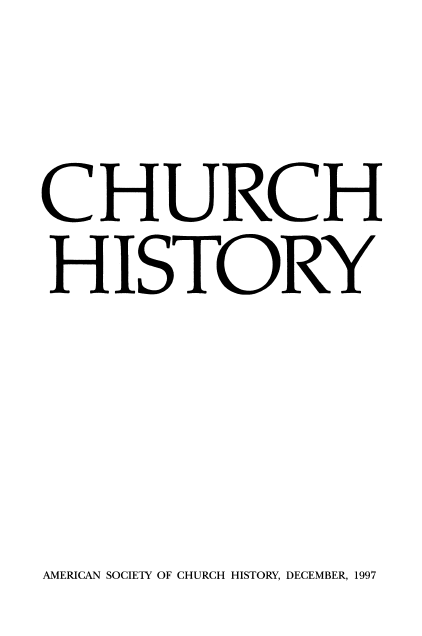 CHURCH
HISTORY
AMERICAN SOCIETY OF CHURCH HISTORY, DECEMBER, 1997